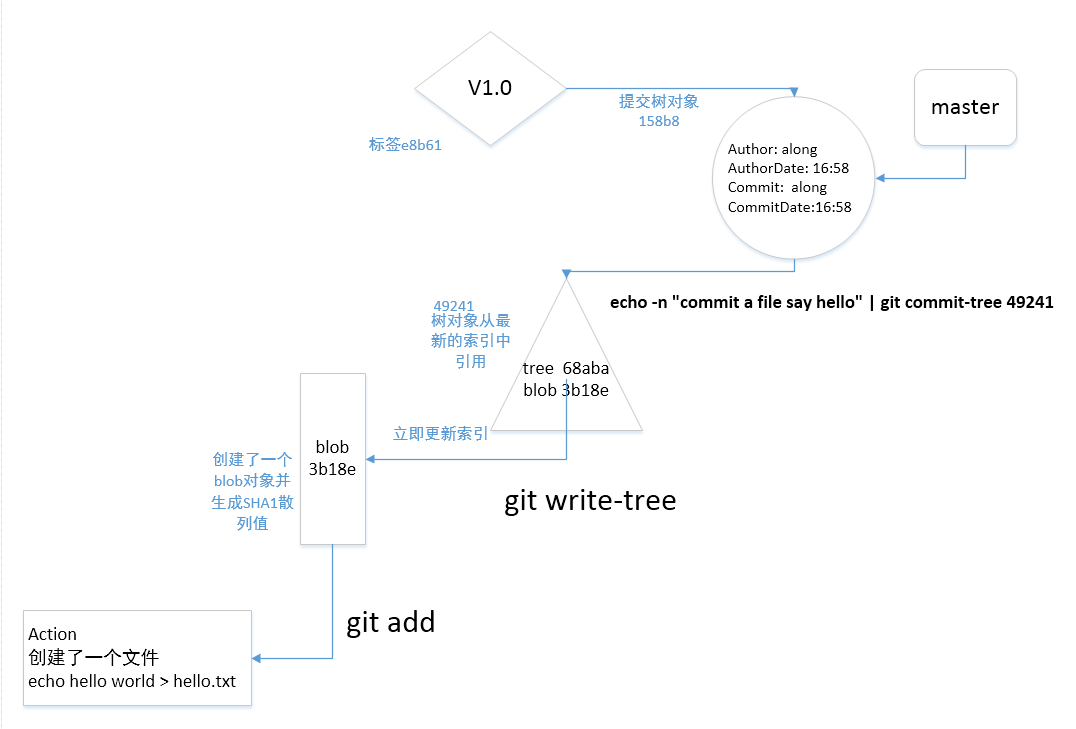 V1.0
提交树对象
158b8
标签e8b61
master
Author: along
AuthorDate: 16:58
Commit: along
CommitDate:16:58
echo -n "commit a file say hello" | git commit-tree 49241
49241
树对象从最
新的索引中
引用
tree 68aba
blob 3b18e
立即更新索引
blob
3b18e
创建了一个
blob对象并
生成SHA1散
列值
git write-tree
git add
Action
创建了一个文件
echo hello world > hello.txt